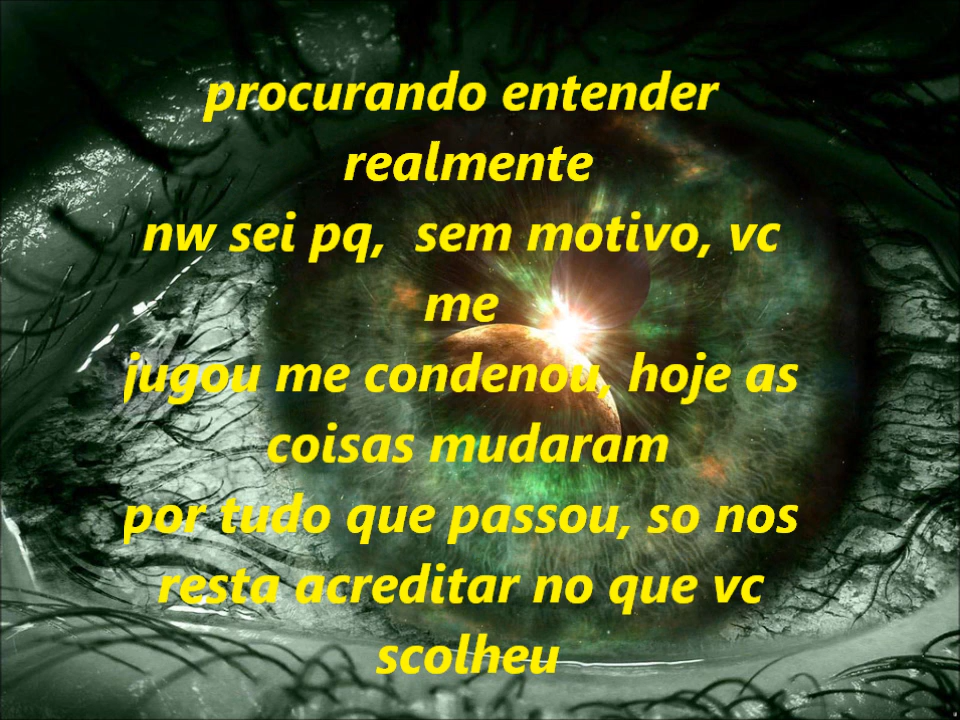 procurando entender
realmente
nw sei pq,  sem motivo, vc
me
jugou me condenou, hoje as
coisas mudaram
por tudo que passou, so nos
resta acreditar no que vc
scolheu